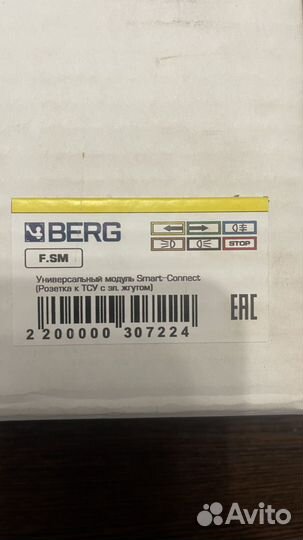 BERG
F.SM
STOP
Универсальный модуль Smart-Connect
(Розетка к ТСУ с эл. жгутом)
2 200000 307224
EAC
Avito